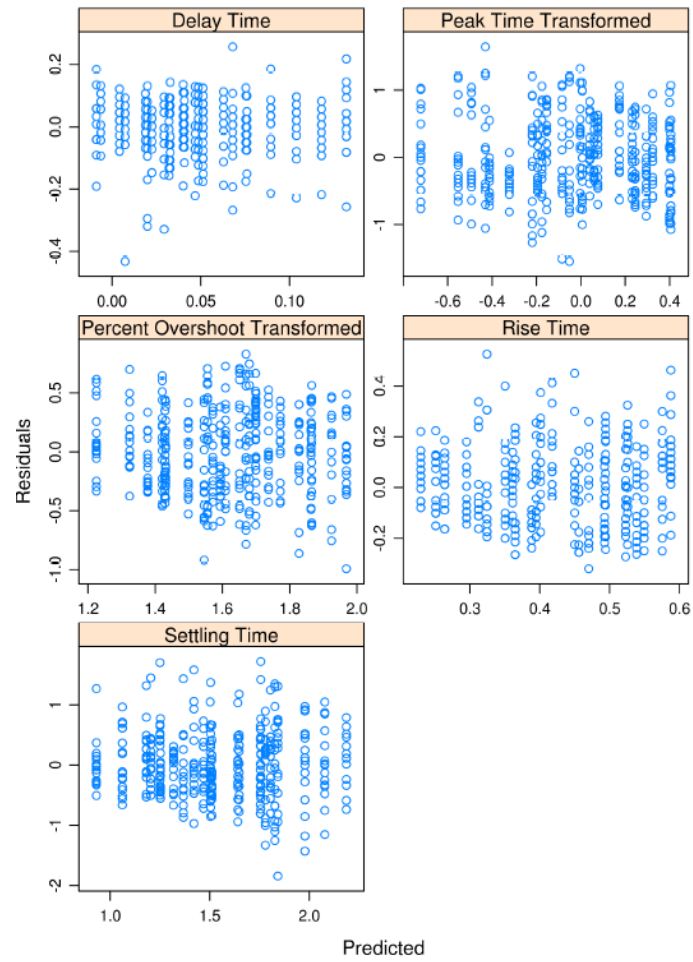 Delay Time
Peak Time Transformed
0.2
0.0
-0.2
-0.4
1
0
-1
0.00 0.05 0.10
-0.6 -0.4 -0.2 0.0 0.2 0.4
Percent Overshoot Transformed
Rise Time
0.5
0.0
-0.5
-1.0
0.4
0.2
0.0
-0.2
1.2 1.4 1.6 1.8 2.0
0.3 0.4 0.5 0.6
Residuals
Settling Time
1
0
-1
-2
1.0 1.5 2.0
Predicted